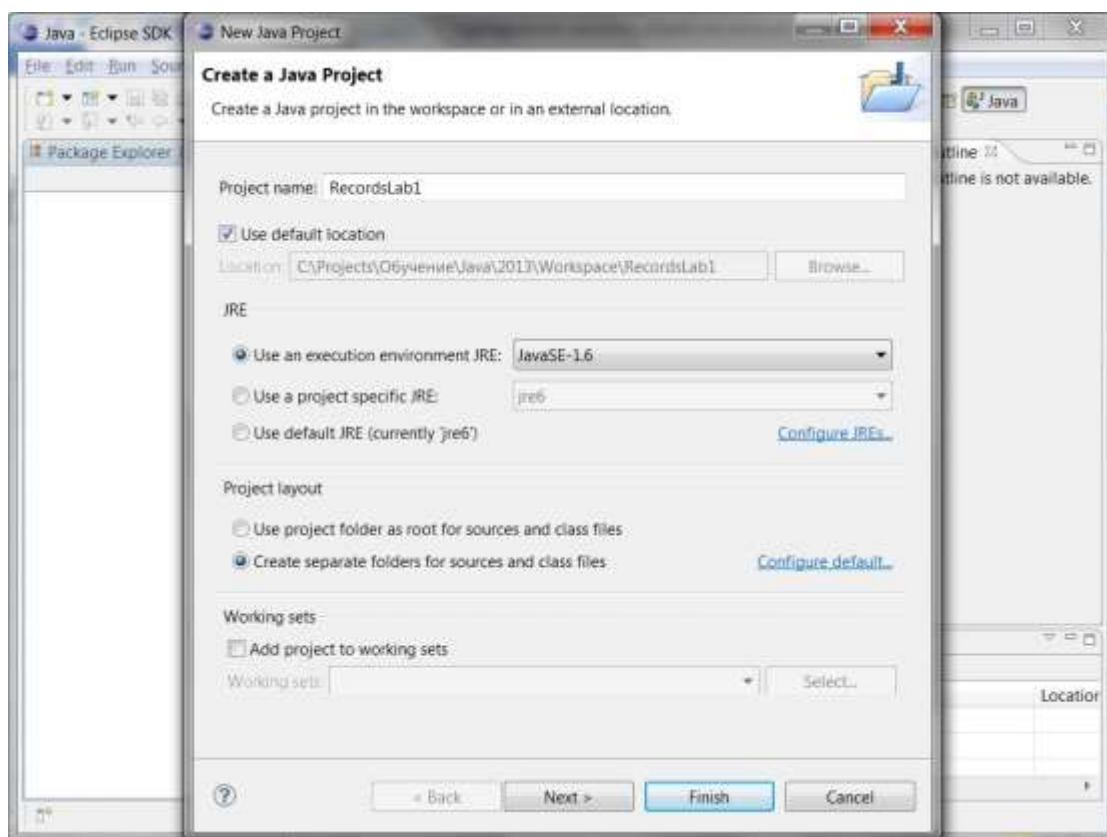 Java - Eclipse SDK
New Java Project
File Edit Run
Create a Java Project
Create a Java project in the workspace or in an external location.
Java
Package Explorer
Project name: RecordsLab1
Use default location
Location: C:\Projects\Обучение\Java\2013\Workspace\RecordsLab1
Browse...
JRE
Use an execution environment JRE: JavaSE-1.6
Use a project specific JRE: jre6
Use default JRE (currently 'jre6')
Configure JREs...
Project layout
Use project folder as root for sources and class files
Create separate folders for sources and class files
Configure default...
Working sets
Add project to working sets
Working sets:
Select...
utline
tline is not available.
Location
< Back
Next >
Finish
Cancel